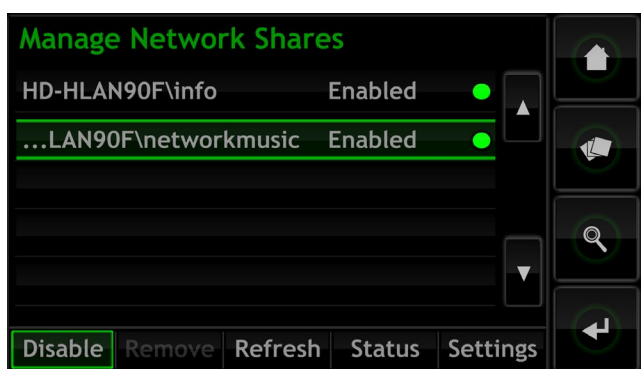 Manage Network Shares
HD-HLAN90F\info Enabled
...LAN90F\networkmusic Enabled
Disable Remove Refresh Status Settings